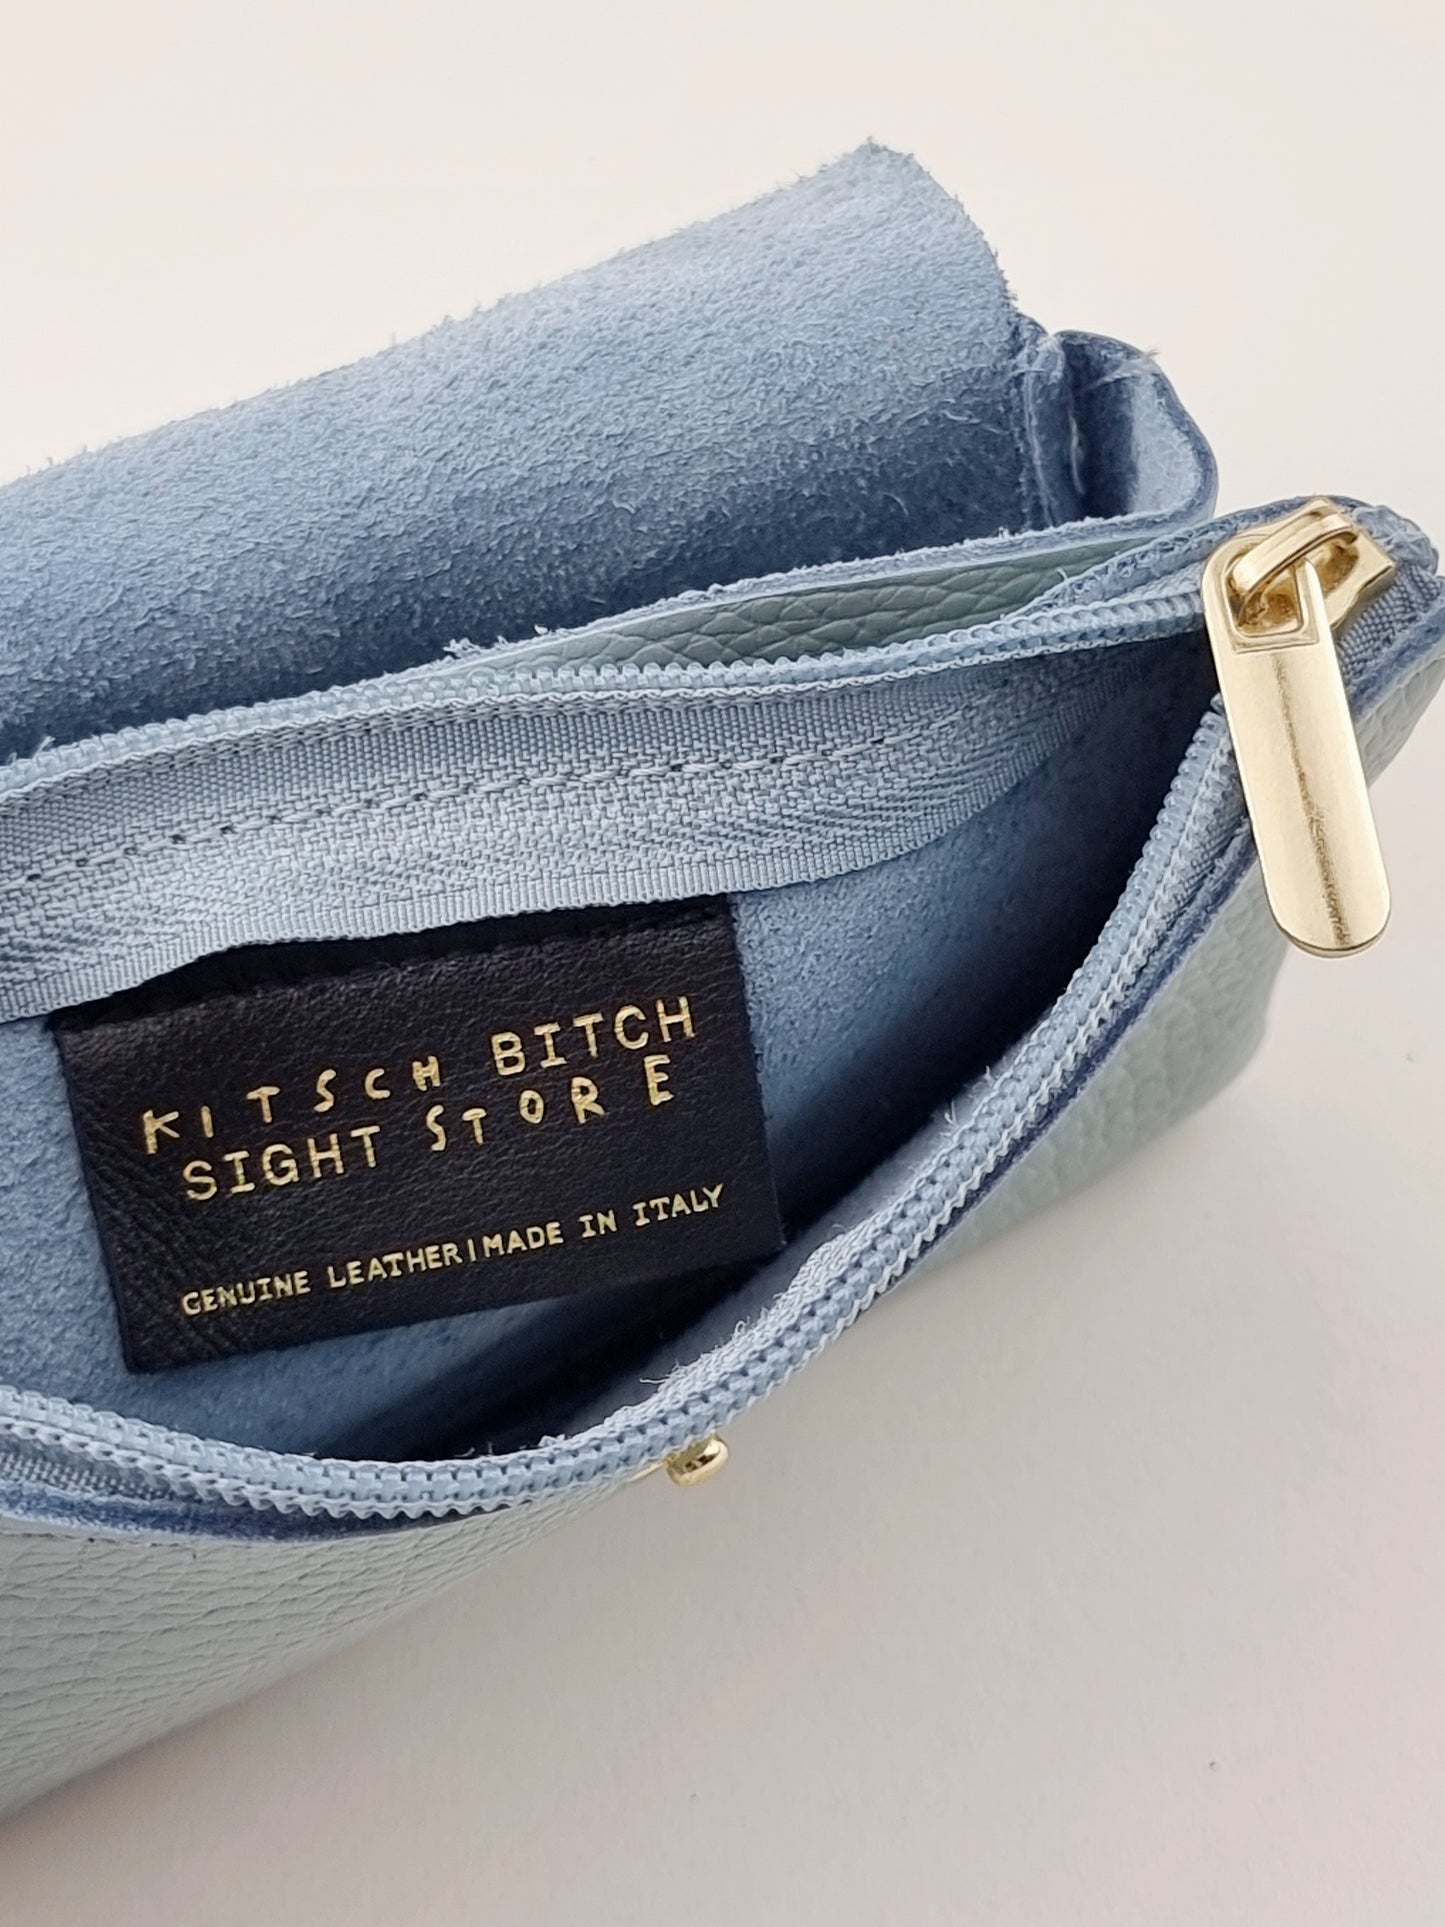 KITSCH BITCH
SIGHT STORE
GENUINE LEATHER | MADE IN ITALY